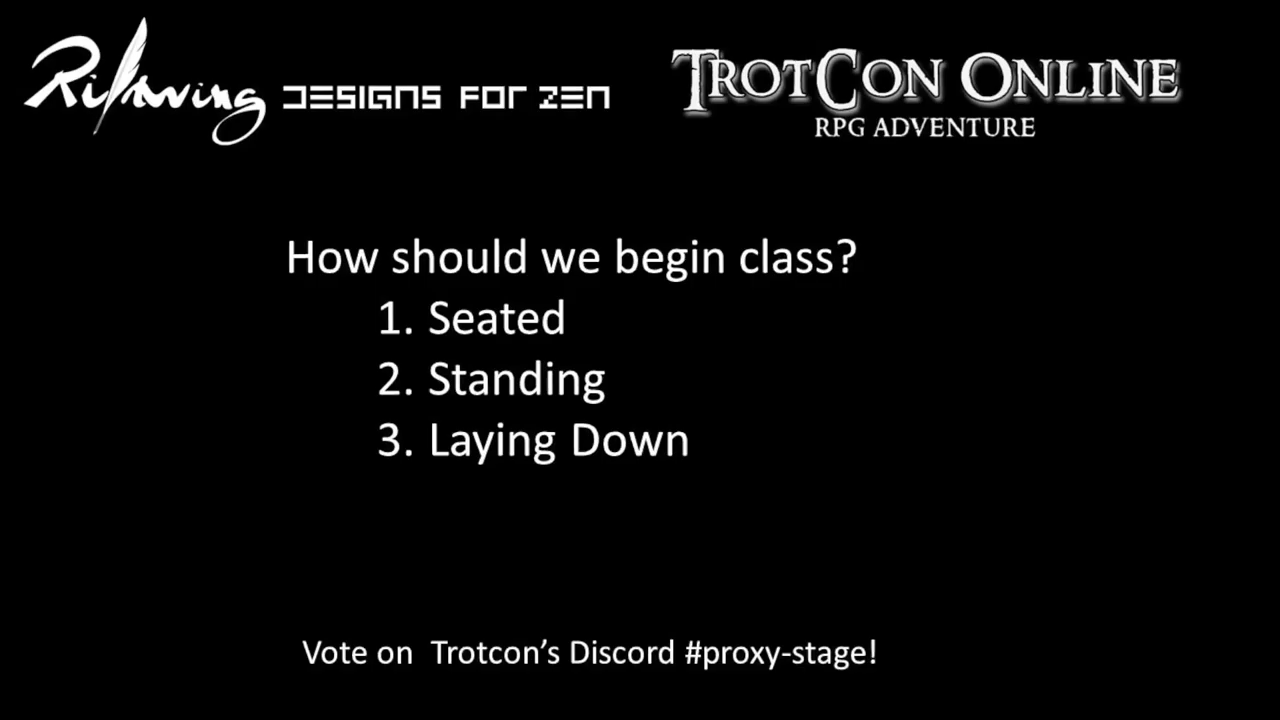 DESIGNS FOR ZEN
TROTCON ONLINE
RPG ADVENTURE
How should we begin class?
1. Seated
2. Standing
3. Laying Down
Vote on Trotcon's Discord #proxy-stage!